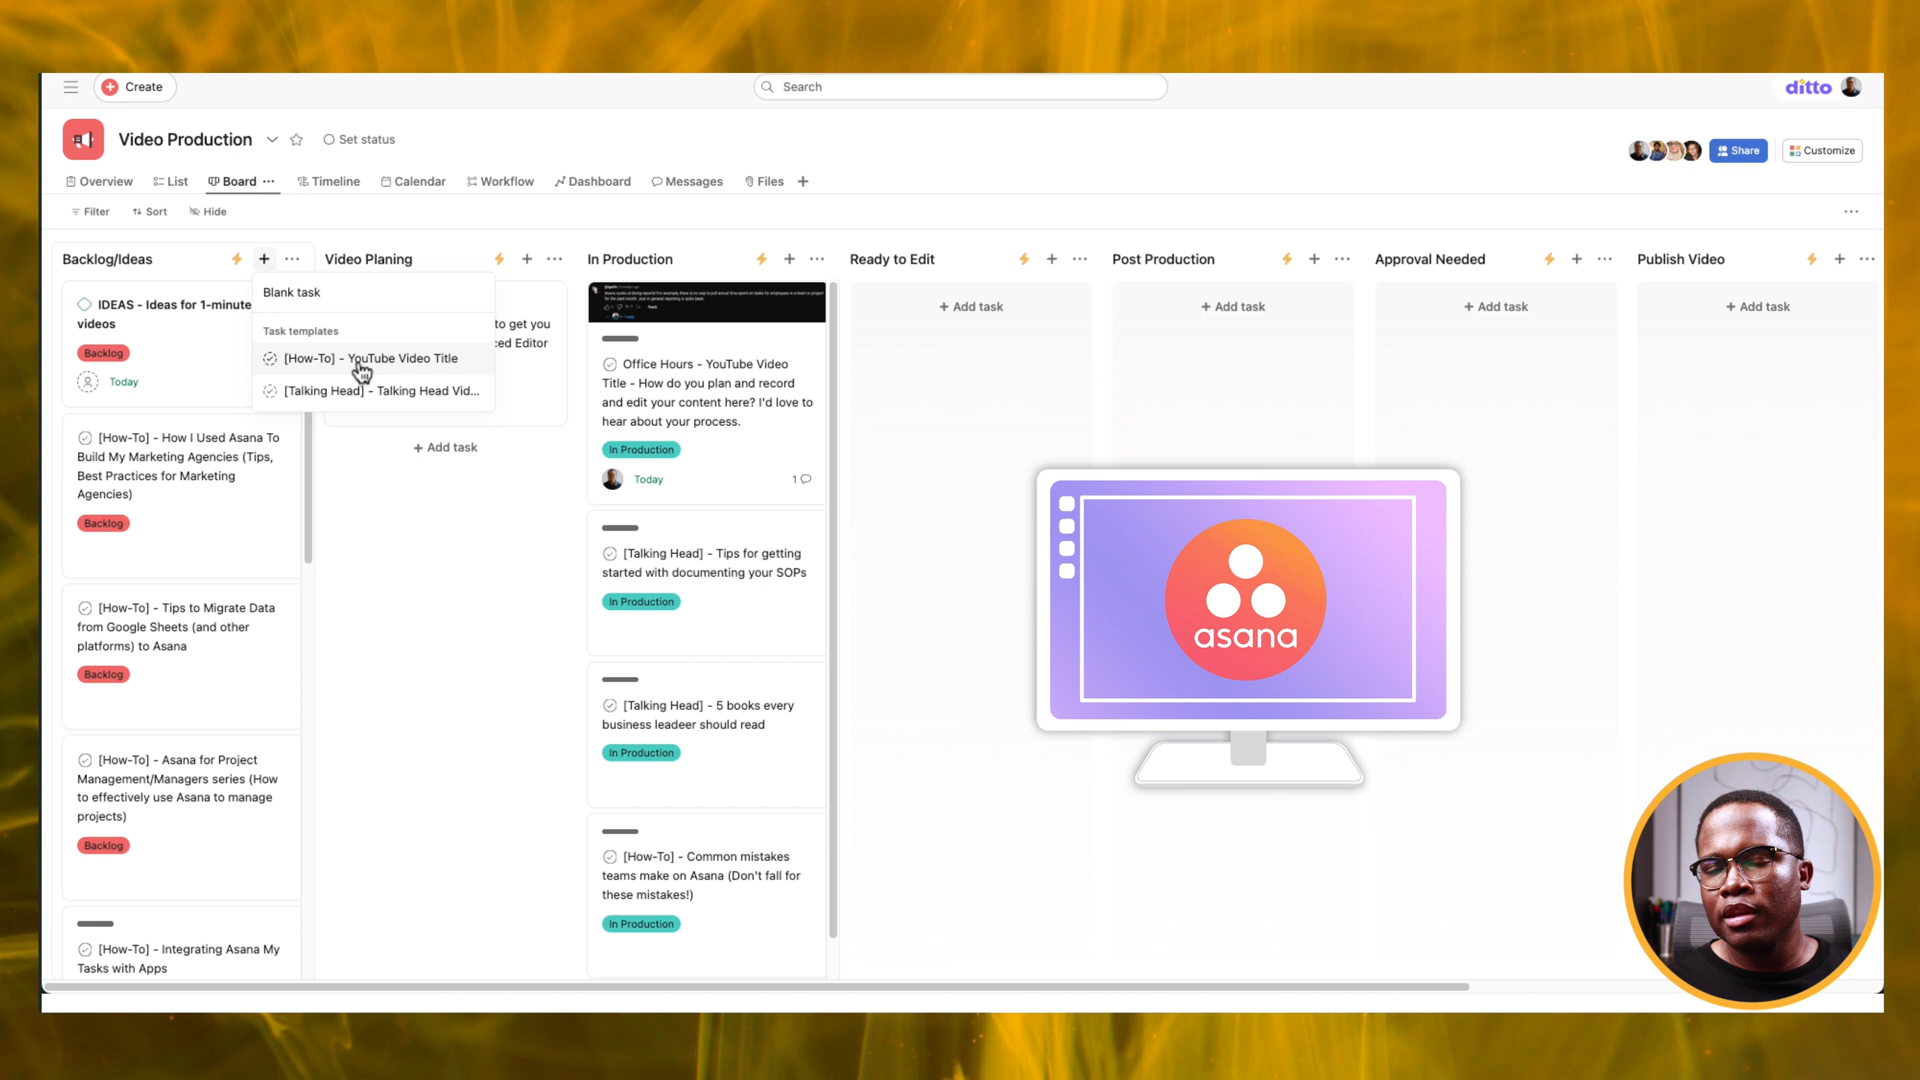 Create
Search
ditto
Video Production
Set status
Share
Customize
Overview
List
Board
Timeline
Calendar
Workflow
Dashboard
Messages
Files
Filter
Sort
Hide
Backlog/Ideas
Video Planing
In Production
Ready to Edit
Post Production
Approval Needed
Publish Video
Blank task
Task templates
[How-To] - YouTube Video Title
[Talking Head] - Talking Head Vid...
IDEAS - Ideas for 1-minute
videos
Backlog
Today
[How-To] - How I Used Asana To
Build My Marketing Agencies (Tips,
Best Practices for Marketing
Agencies)
Backlog
[How-To] - Tips to Migrate Data
from Google Sheets (and other
platforms) to Asana
Backlog
[How-To] - Asana for Project
Management/Managers series (How
to effectively use Asana to manage
projects)
Backlog
[How-To] - Integrating Asana My
Tasks with Apps
to get you
ced Editor
+ Add task
Office Hours - YouTube Video
Title - How do you plan and record
and edit your content here? I'd love to
hear about your process.
In Production
Today
1
[Talking Head] - Tips for getting
started with documenting your SOPs
In Production
[Talking Head] - 5 books every
business leadeer should read
In Production
[How-To] - Common mistakes
teams make on Asana (Don't fall for
these mistakes!)
In Production
+ Add task
+ Add task
+ Add task
+ Add task
asana